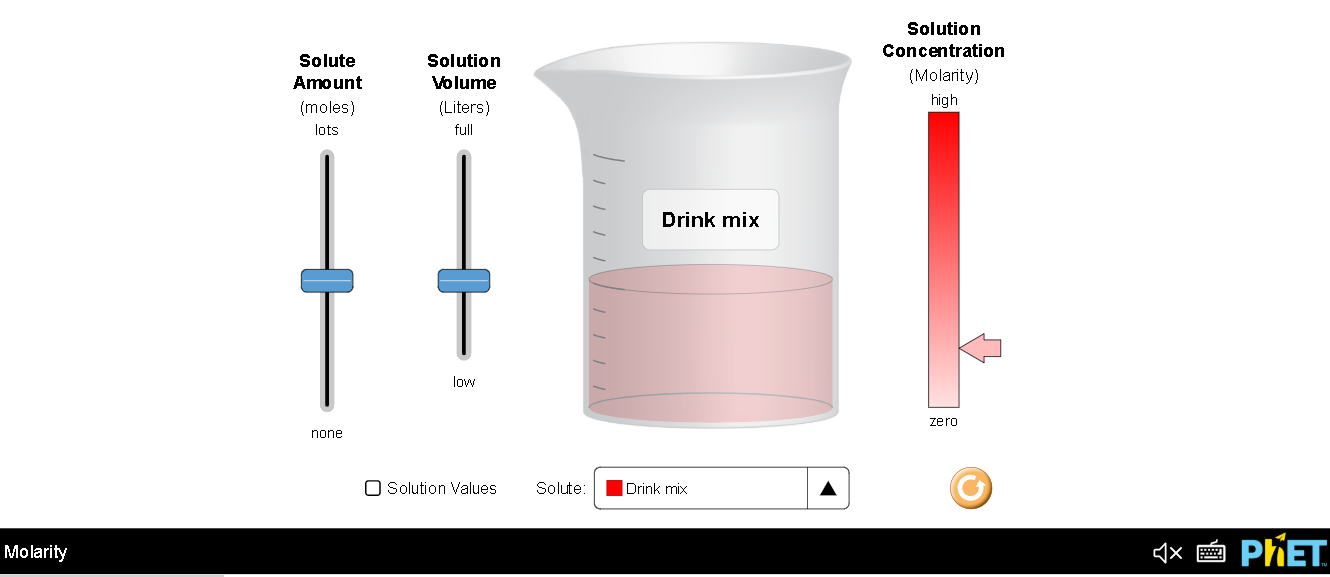 Solute
Amount
(moles)
lots
none
Solution
Volume
(Liters)
full
low
Drink mix
Solution
Concentration
(Molarity)
high
zero
Solution Values
Solute:
Drink mix
Molarity
PhET